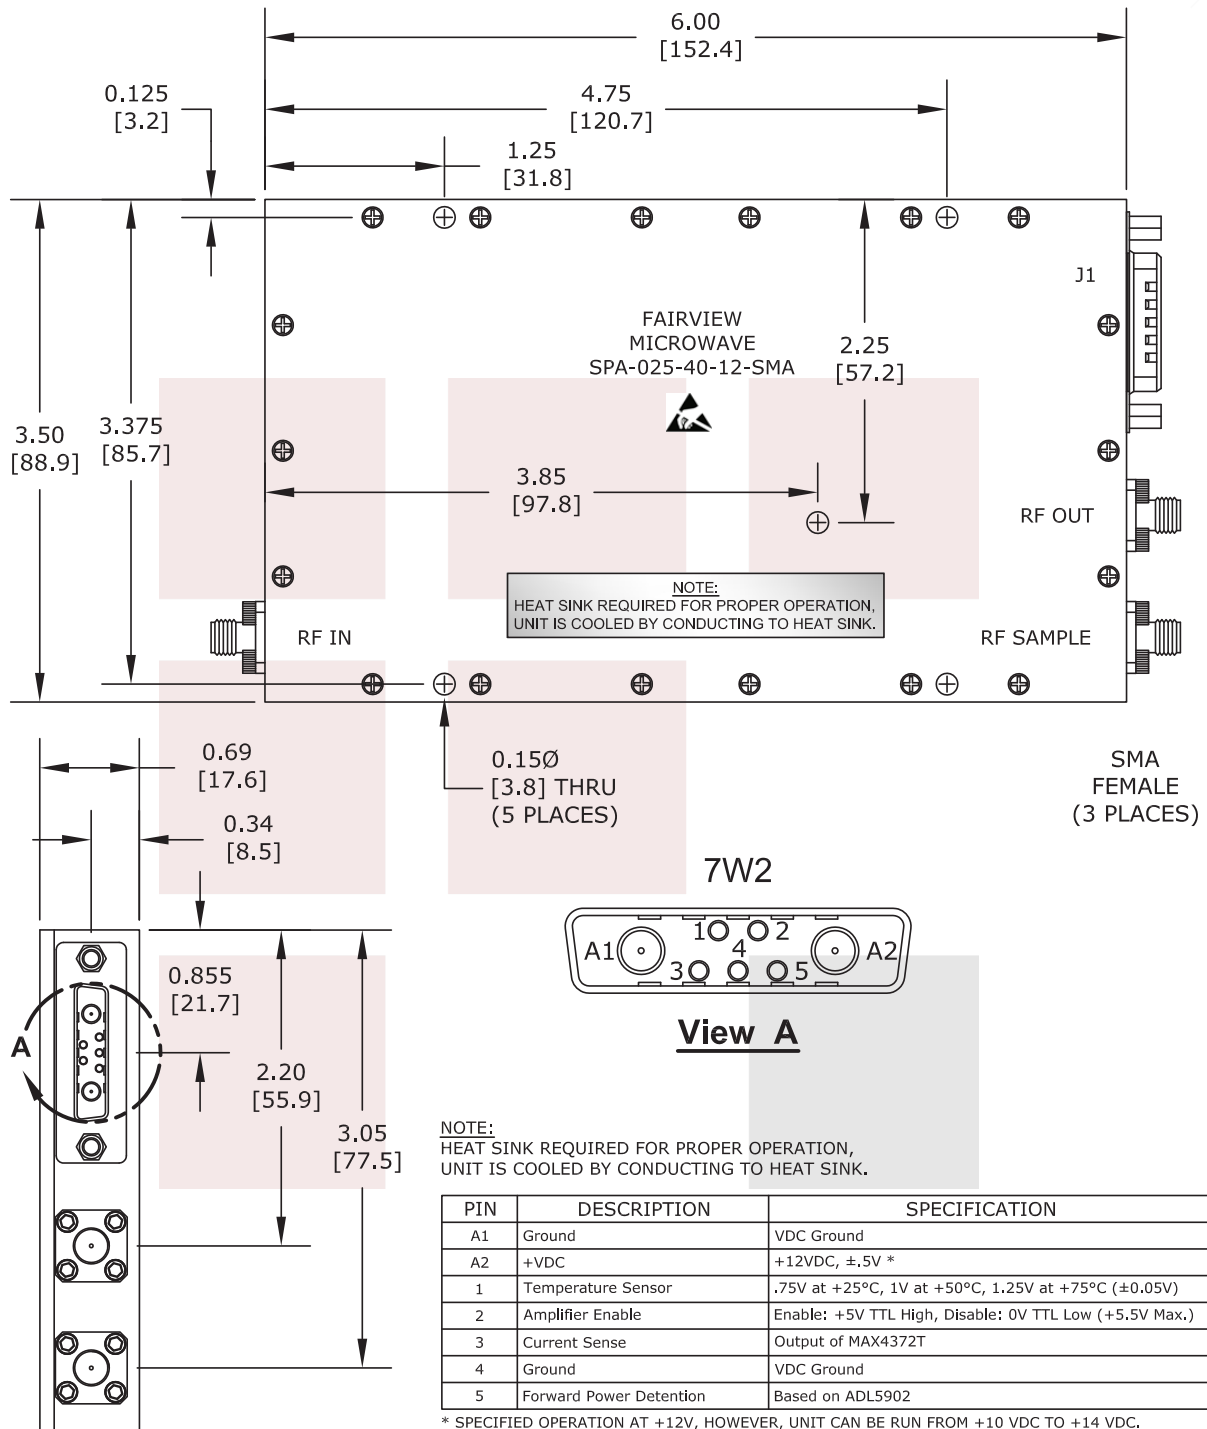 6.00
[152.4]
0.125
[3.2]
4.75
[120.7]
1.25
[31.8]
J1
FAIRVIEW
MICROWAVE
SPA-025-40-12-SMA
2.25
[57.2]
3.50
[88.9]
3.375
[85.7]
3.85
[97.8]
RF OUT
NOTE:
HEAT SINK REQUIRED FOR PROPER OPERATION,
UNIT IS COOLED BY CONDUCTING TO HEAT SINK.
RF IN
RF SAMPLE
0.69
[17.6]
0.15Ø
[3.8] THRU
(5 PLACES)
SMA
FEMALE
(3 PLACES)
0.34
[8.5]
7W2
A1 1 2 A2
3 4 5
View A
0.855
[21.7]
A
2.20
[55.9]
3.05
[77.5]
NOTE:
HEAT SINK REQUIRED FOR PROPER OPERATION,
UNIT IS COOLED BY CONDUCTING TO HEAT SINK.
PIN DESCRIPTION SPECIFICATION
A1 Ground VDC Ground
A2 +VDC +12VDC, ±.5V *
1 Temperature Sensor .75V at +25°C, 1V at +50°C, 1.25V at +75°C (±0.05V)
2 Amplifier Enable Enable: +5V TTL High, Disable: 0V TTL Low (+5.5V Max.)
3 Current Sense Output of MAX4372T
4 Ground VDC Ground
5 Forward Power Detention Based on ADL5902
* SPECIFIED OPERATION AT +12V, HOWEVER, UNIT CAN BE RUN FROM +10 VDC TO +14 VDC.